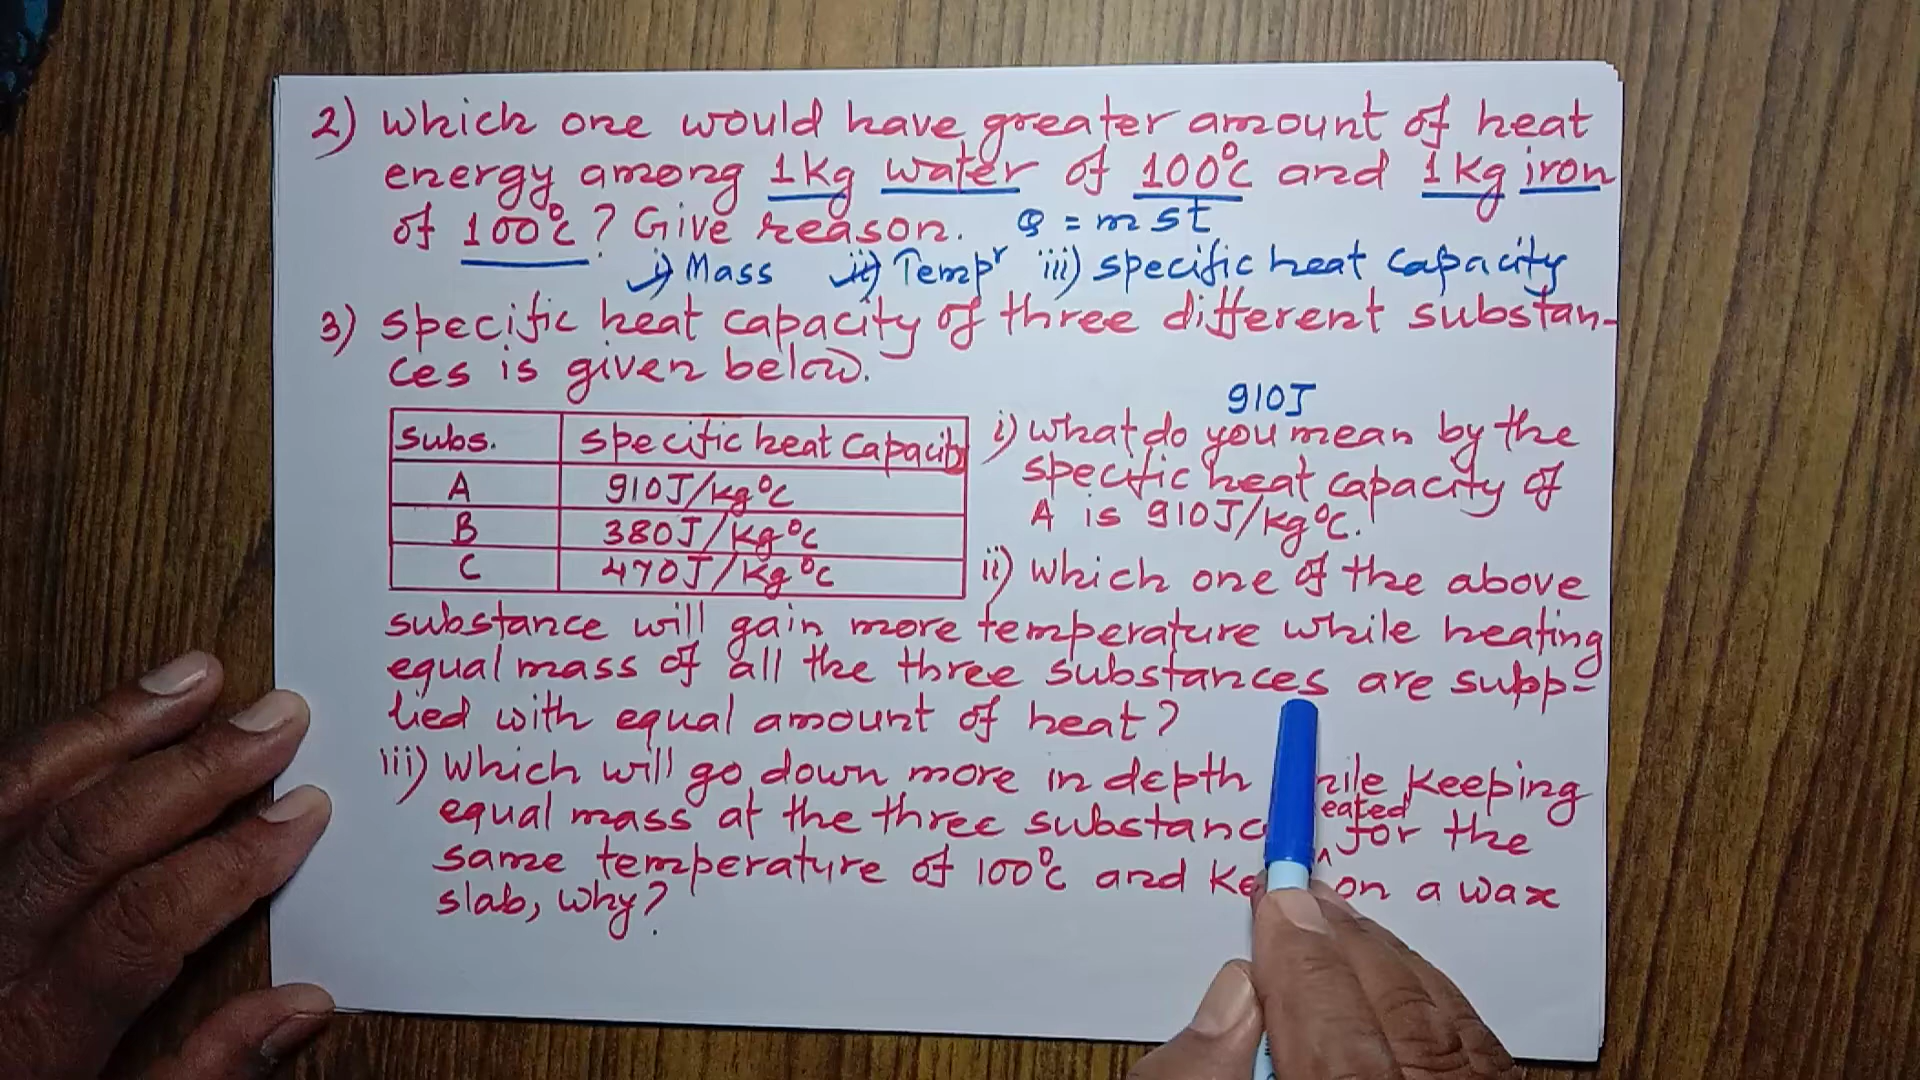 2) Which one would have greater amount of heat
energy among 1kg water of 100°C and 1kg iron
of 100°C? Give reason. Q = mst
i) Mass ii) Tempr iii) specific heat capacity
3) Specific heat capacity of three different substan-
ces is given below.
Subs. Specific heat Capacity
A 910J/kg°C
B 380J/kg°C
C 470J/kg°C
910J
i) What do you mean by the
specific heat capacity of
A is 910J/kg°C.
ii) Which one of the above
substance will gain more temperature while heating
equal mass of all the three substances are supp-
lied with equal amount of heat?
iii) Which will go down more in depth keeping
equal mass at the three for the
same temperature of 100°C and on a wax
slab, why?